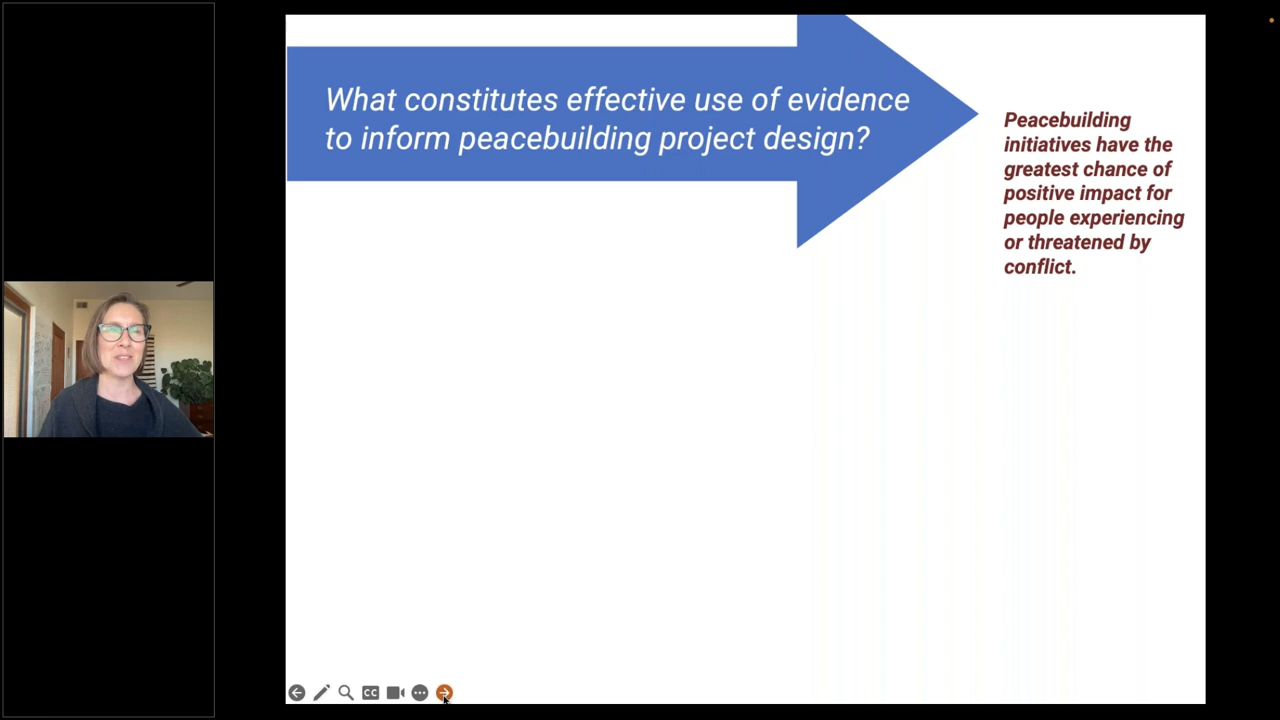 What constitutes effective use of evidence
to inform peacebuilding project design?
Peacebuilding
initiatives have the
greatest chance of
positive impact for
people experiencing
or threatened by
conflict.
CC